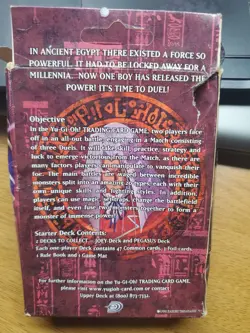 IN ANCIENT EGYPT THERE EXISTED A FORCE SO
POWERFUL, IT HAD TO BE LOCKED AWAY FOR A
MILLENNIA... NOW ONE BOY HAS RELEASED THE
POWER! IT'S TIME TO DUEL!
Objective
In the Yu-Gi-Oh! TRADING CARD GAME, two players face
off in an all-out battle engaging in a Match consisting
of three Duels. It will take skill, practice, strategy and
luck to emerge victorious from the Match, as there are
many factors players can manipulate to vanquish their
foe. The main battles are waged between incredible
monsters split into an amazing 20 types each with their
own unique skills and fighting styles. In addition,
players can use magic, set traps, change the battlefield
itself, and even fuse two monsters together to form a
monster of immense power.
Starter Deck Contents:
2 DECKS TO COLLECT - JOEY Deck and PEGASUS Deck
Each one-player Deck contains 47 Common cards, 3 Foil cards
1 Rule Book and 1 Game Mat
For further information on the Yu-Gi-Oh! TRADING CARD GAME,
please visit www.yugioh-card.com or contact
Upper Deck at (800) 873-7332.